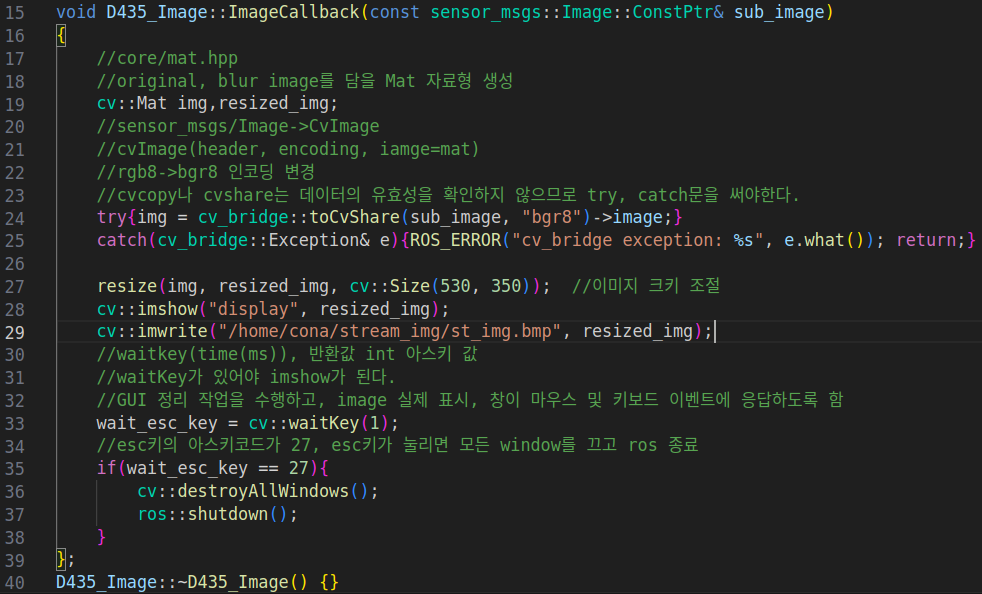 15 void D435_Image::ImageCallback(const sensor_msgs::Image::ConstPtr& sub_image)
16 {
17     //core/mat.hpp
18     //original, blur image를 담을 Mat 자료형 생성
19     cv::Mat img,resized_img;
20     //sensor_msgs/Image->CvImage
21     //cvImage(header, encoding, iamge=mat)
22     //rgb8->bgr8 인코딩 변경
23     //cvcopy나 cvshare는 데이터의 유효성을 확인하지 않으므로 try, catch문을 써야한다.
24     try{img = cv_bridge::toCvShare(sub_image, "bgr8")->image;}
25     catch(cv_bridge::Exception& e){ROS_ERROR("cv_bridge exception: %s", e.what()); return;}
26
27     resize(img, resized_img, cv::Size(530, 350));  //이미지 크키 조절
28     cv::imshow("display", resized_img);
29     cv::imwrite("/home/cona/stream_img/st_img.bmp", resized_img);
30     //waitkey(time(ms)), 반환값 int 아스키 값
31     //waitKey가 있어야 imshow가 된다.
32     //GUI 정리 작업을 수행하고, image 실제 표시, 창이 마우스 및 키보드 이벤트에 응답하도록 함
33     wait_esc_key = cv::waitKey(1);
34     //esc키의 아스키코드가 27, esc키가 눌리면 모든 window를 끄고 ros 종료
35     if(wait_esc_key == 27){
36         cv::destroyAllWindows();
37         ros::shutdown();
38     }
39 };
40 D435_Image::~D435_Image() {}